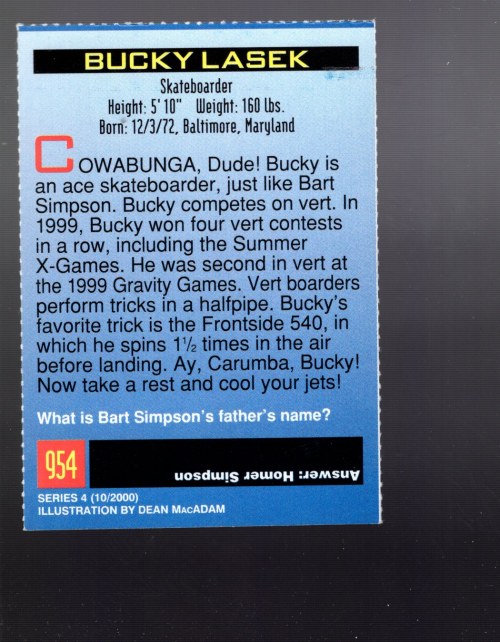 BUCKY LASEK
Skateboarder
Height: 5' 10" Weight: 160 lbs.
Born: 12/3/72, Baltimore, Maryland
COWABUNGA, Dude! Bucky is
an ace skateboarder, just like Bart
Simpson. Bucky competes on vert. In
1999, Bucky won four vert contests
in a row, including the Summer
X-Games. He was second in vert at
the 1999 Gravity Games. Vert boarders
perform tricks in a halfpipe. Bucky's
favorite trick is the Frontside 540, in
which he spins 1½ times in the air
before landing. Ay, Carumba, Bucky!
Now take a rest and cool your jets!
What is Bart Simpson's father's name?
954
Answer: Homer Simpson
SERIES 4 (10/2000)
ILLUSTRATION BY DEAN MACADAM